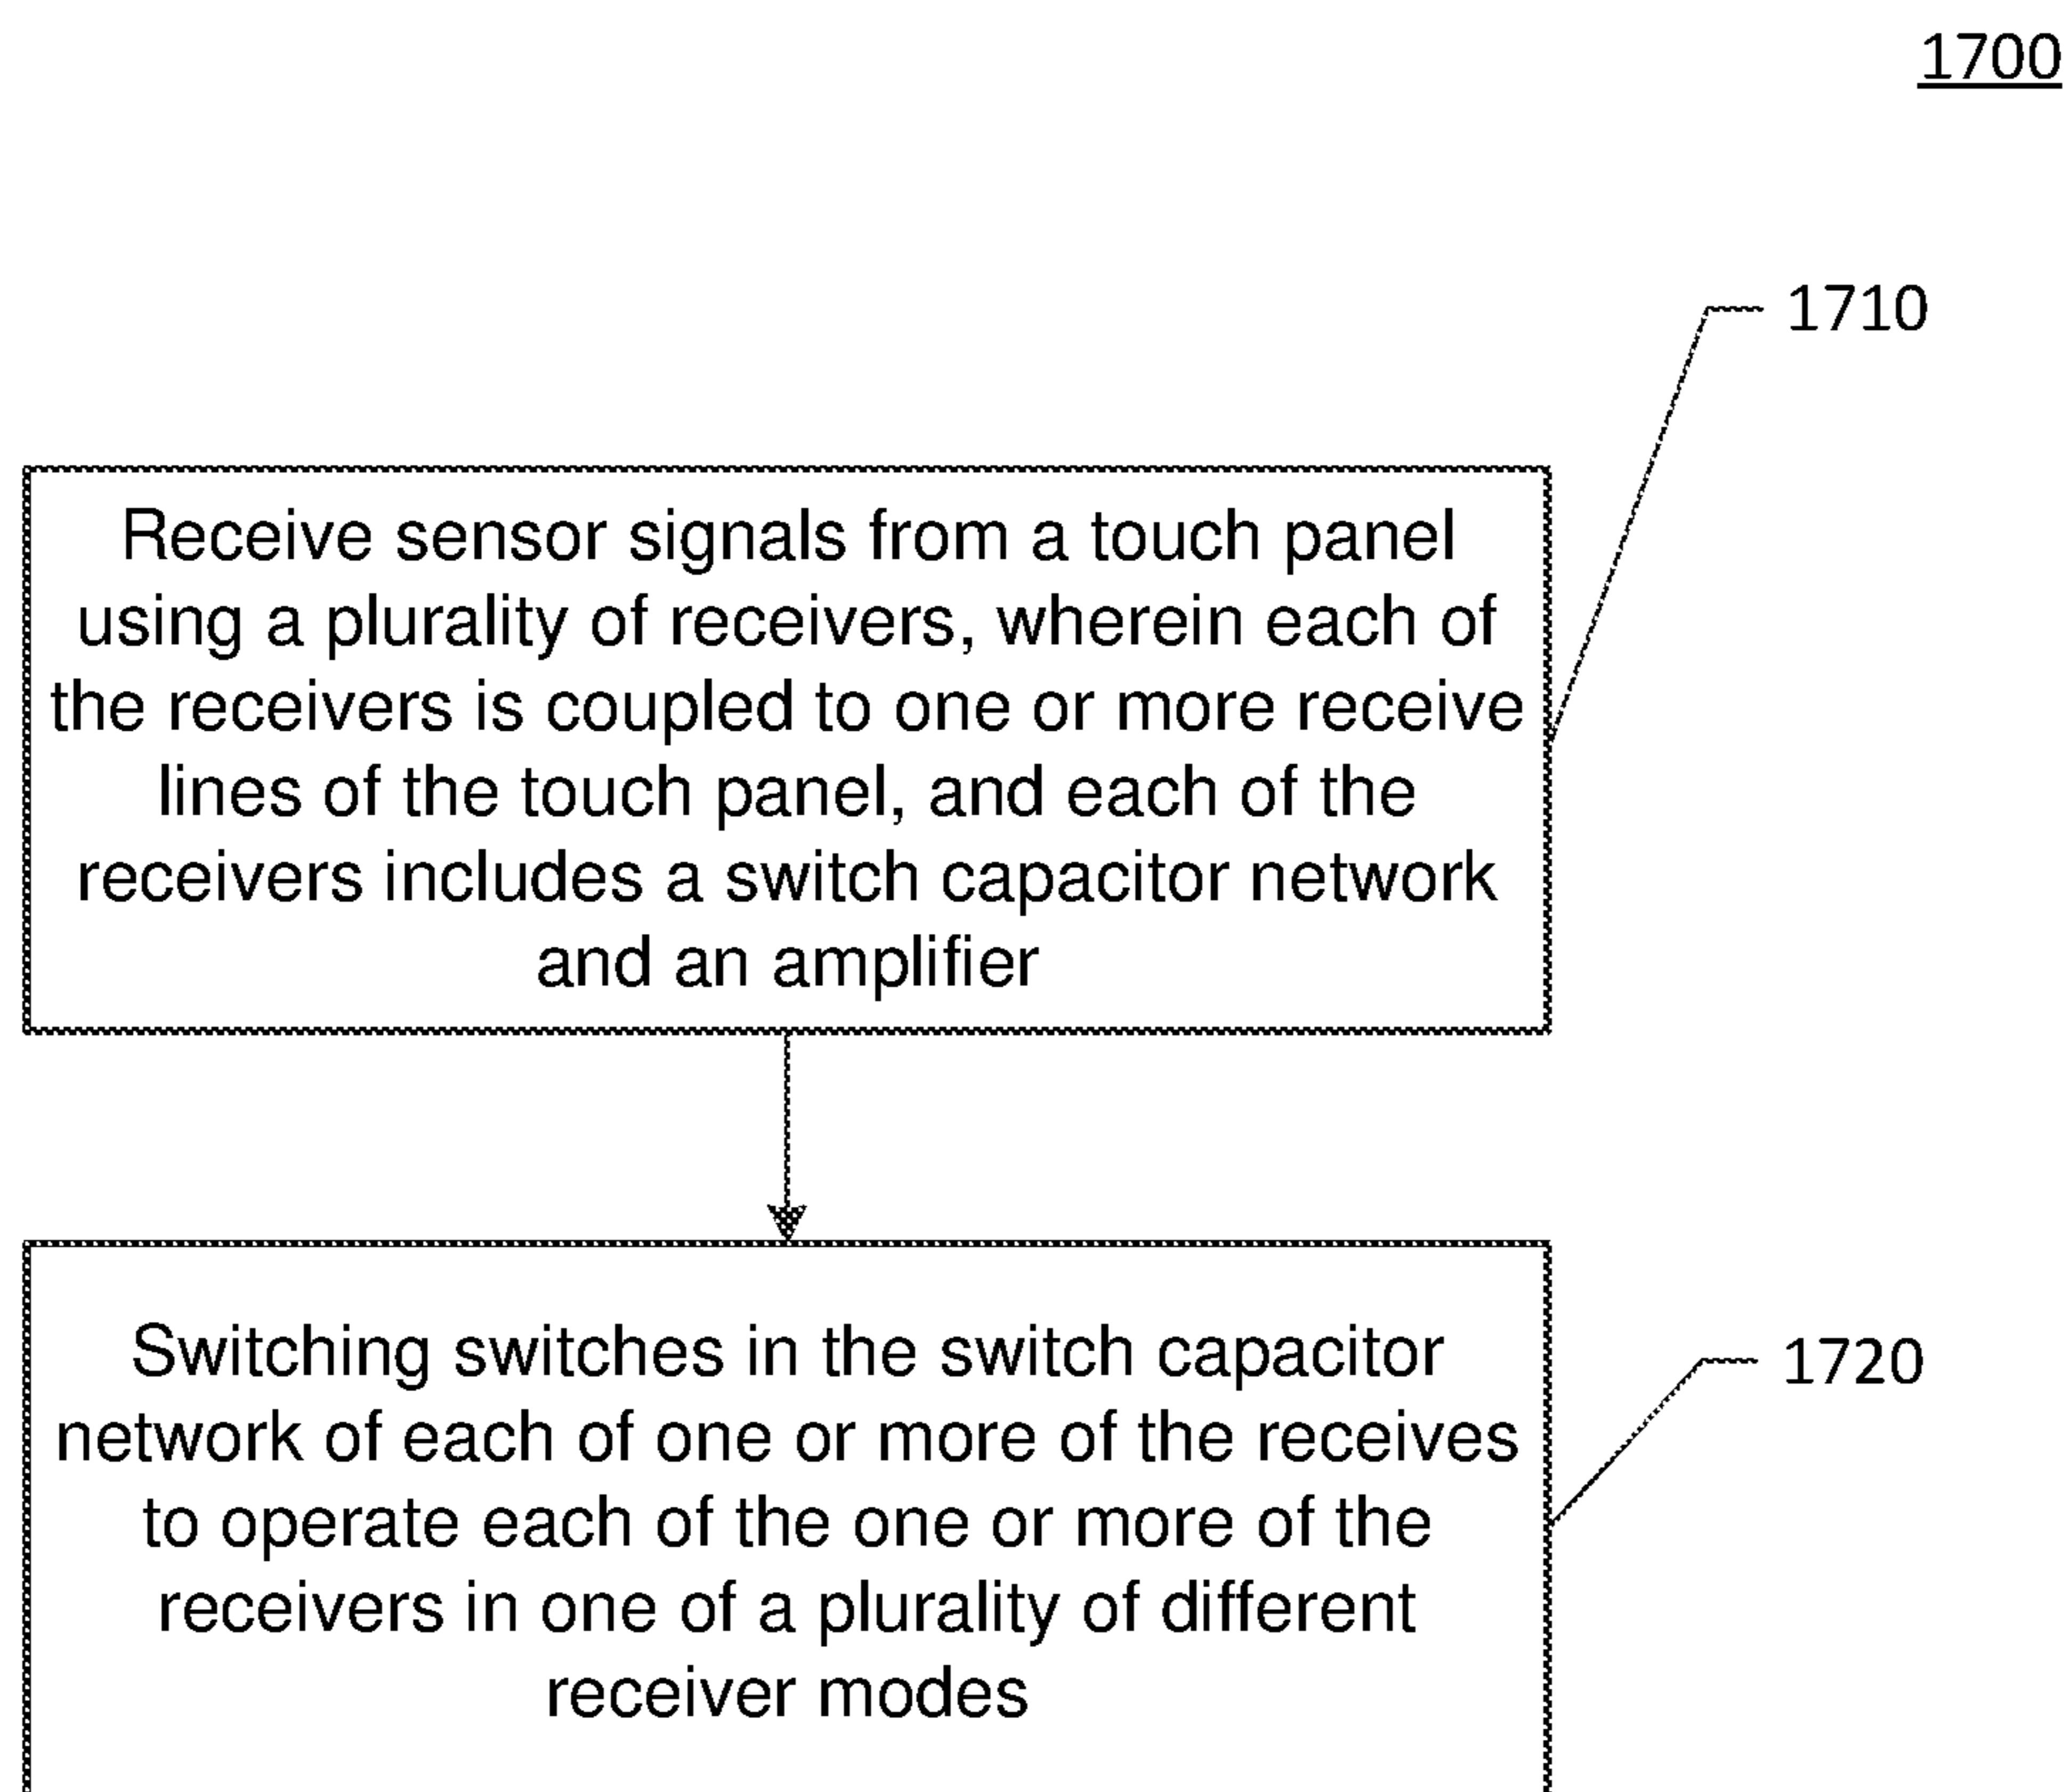 1700
1710
Receive sensor signals from a touch panel
using a plurality of receivers, wherein each of
the receivers is coupled to one or more receive
lines of the touch panel, and each of the
receivers includes a switch capacitor network
and an amplifier
Switching switches in the switch capacitor
network of each of one or more of the receives
to operate each of the one or more of the
receivers in one of a plurality of different
receiver modes
1720